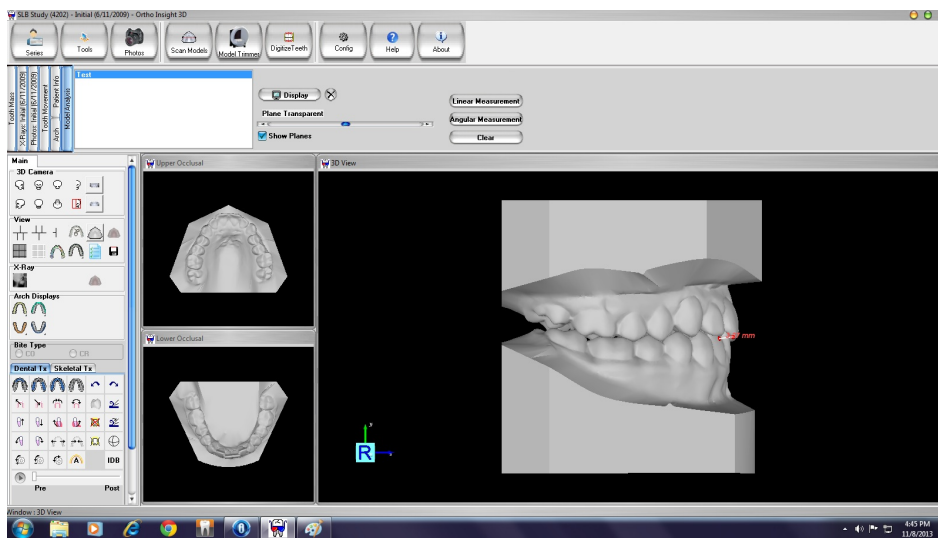 SLB Study (4202) - Initial (6/11/2009) - Ortho Insight 3D
Series
Tools
Photos
Scan Models
Model Trimmer
DigitizeTeeth
Config
Help
About
Tooth Mass
X-Rays: Initial (6/11/2009)
Photos: Initial (6/11/2009)
Tooth Movement
Arch
Patient Info
Model Analysis
Text
Display
Plane Transparent
Show Planes
Linear Measurement
Angular Measurement
Clear
Main
3D Camera
View
X-Ray
Arch Displays
Bite Type
CO
CR
Dental Tx
Skeletal Tx
IDB
Pre
Post
Upper Occlusal
Lower Occlusal
3D View
mm
R
Window : 3D View
4:45 PM
11/8/2013